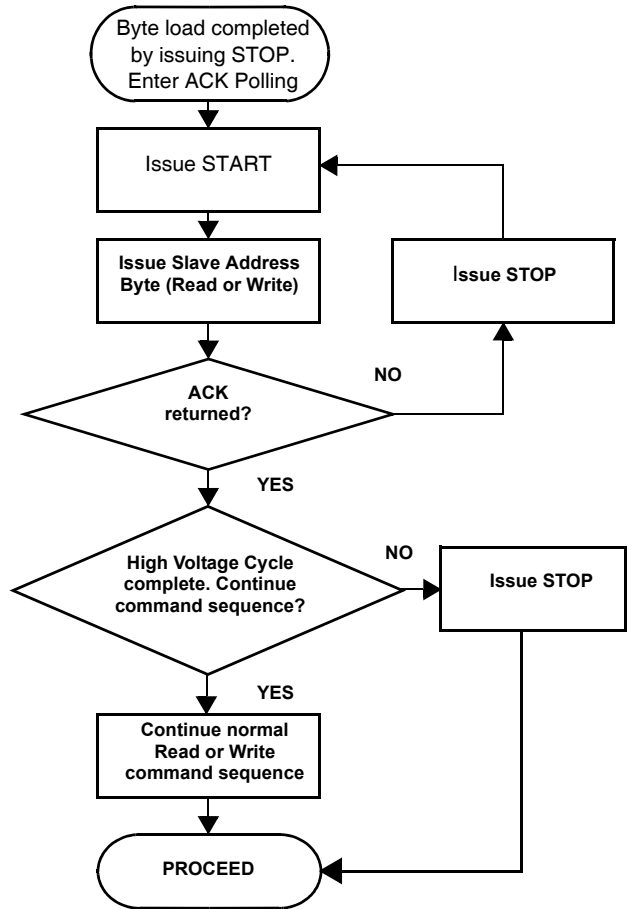 Byte load completed
by issuing STOP.
Enter ACK Polling
Issue START
Issue Slave Address
Byte (Read or Write)
Issue STOP
ACK
returned?
NO
YES
High Voltage Cycle
complete. Continue
command sequence?
NO
Issue STOP
YES
Continue normal
Read or Write
command sequence
PROCEED